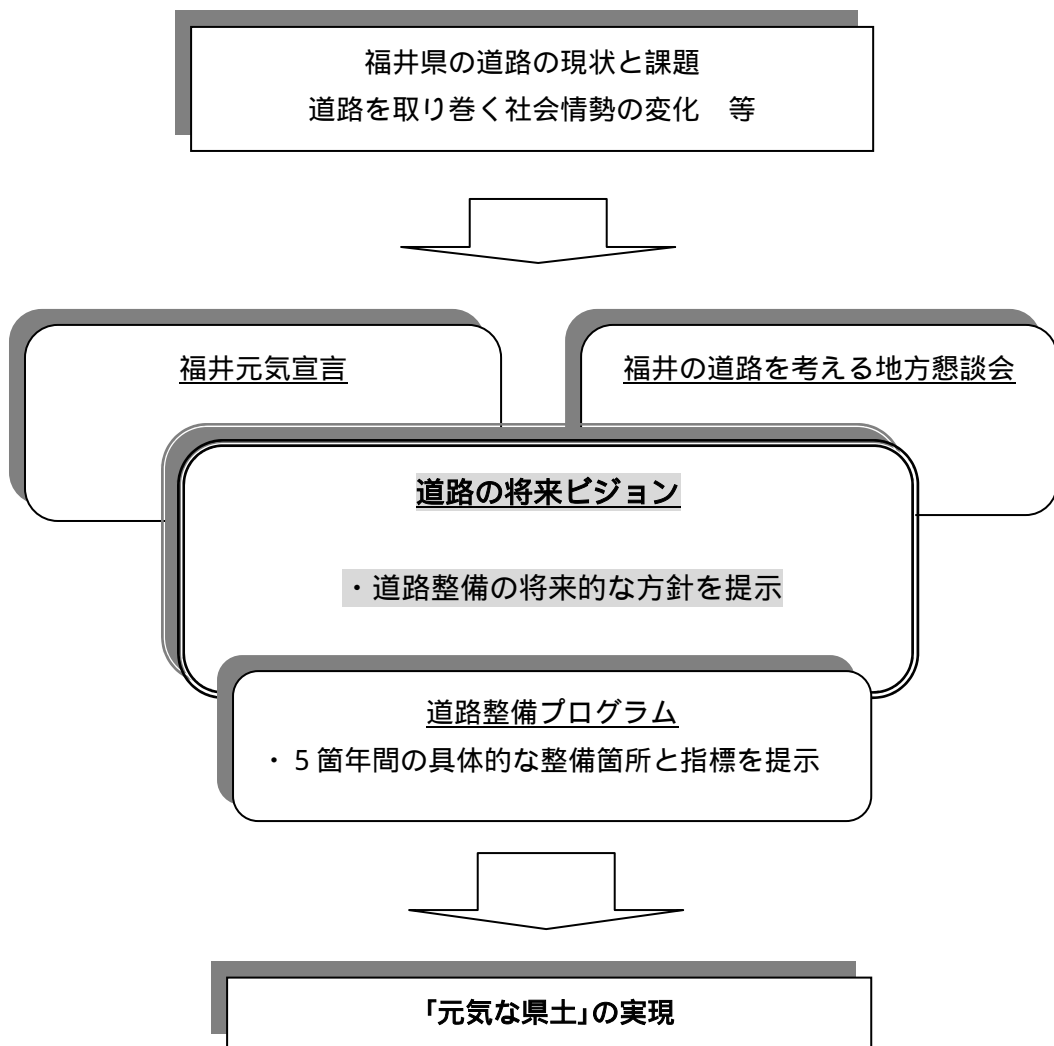 福井県の道路の現状と課題
道路を取り巻く社会情勢の変化　等
福井元気宣言
福井の道路を考える地方懇談会
道路の将来ビジョン
・道路整備の将来的な方針を提示
道路整備プログラム
・５箇年間の具体的な整備箇所と指標を提示
「元気な県土」の実現